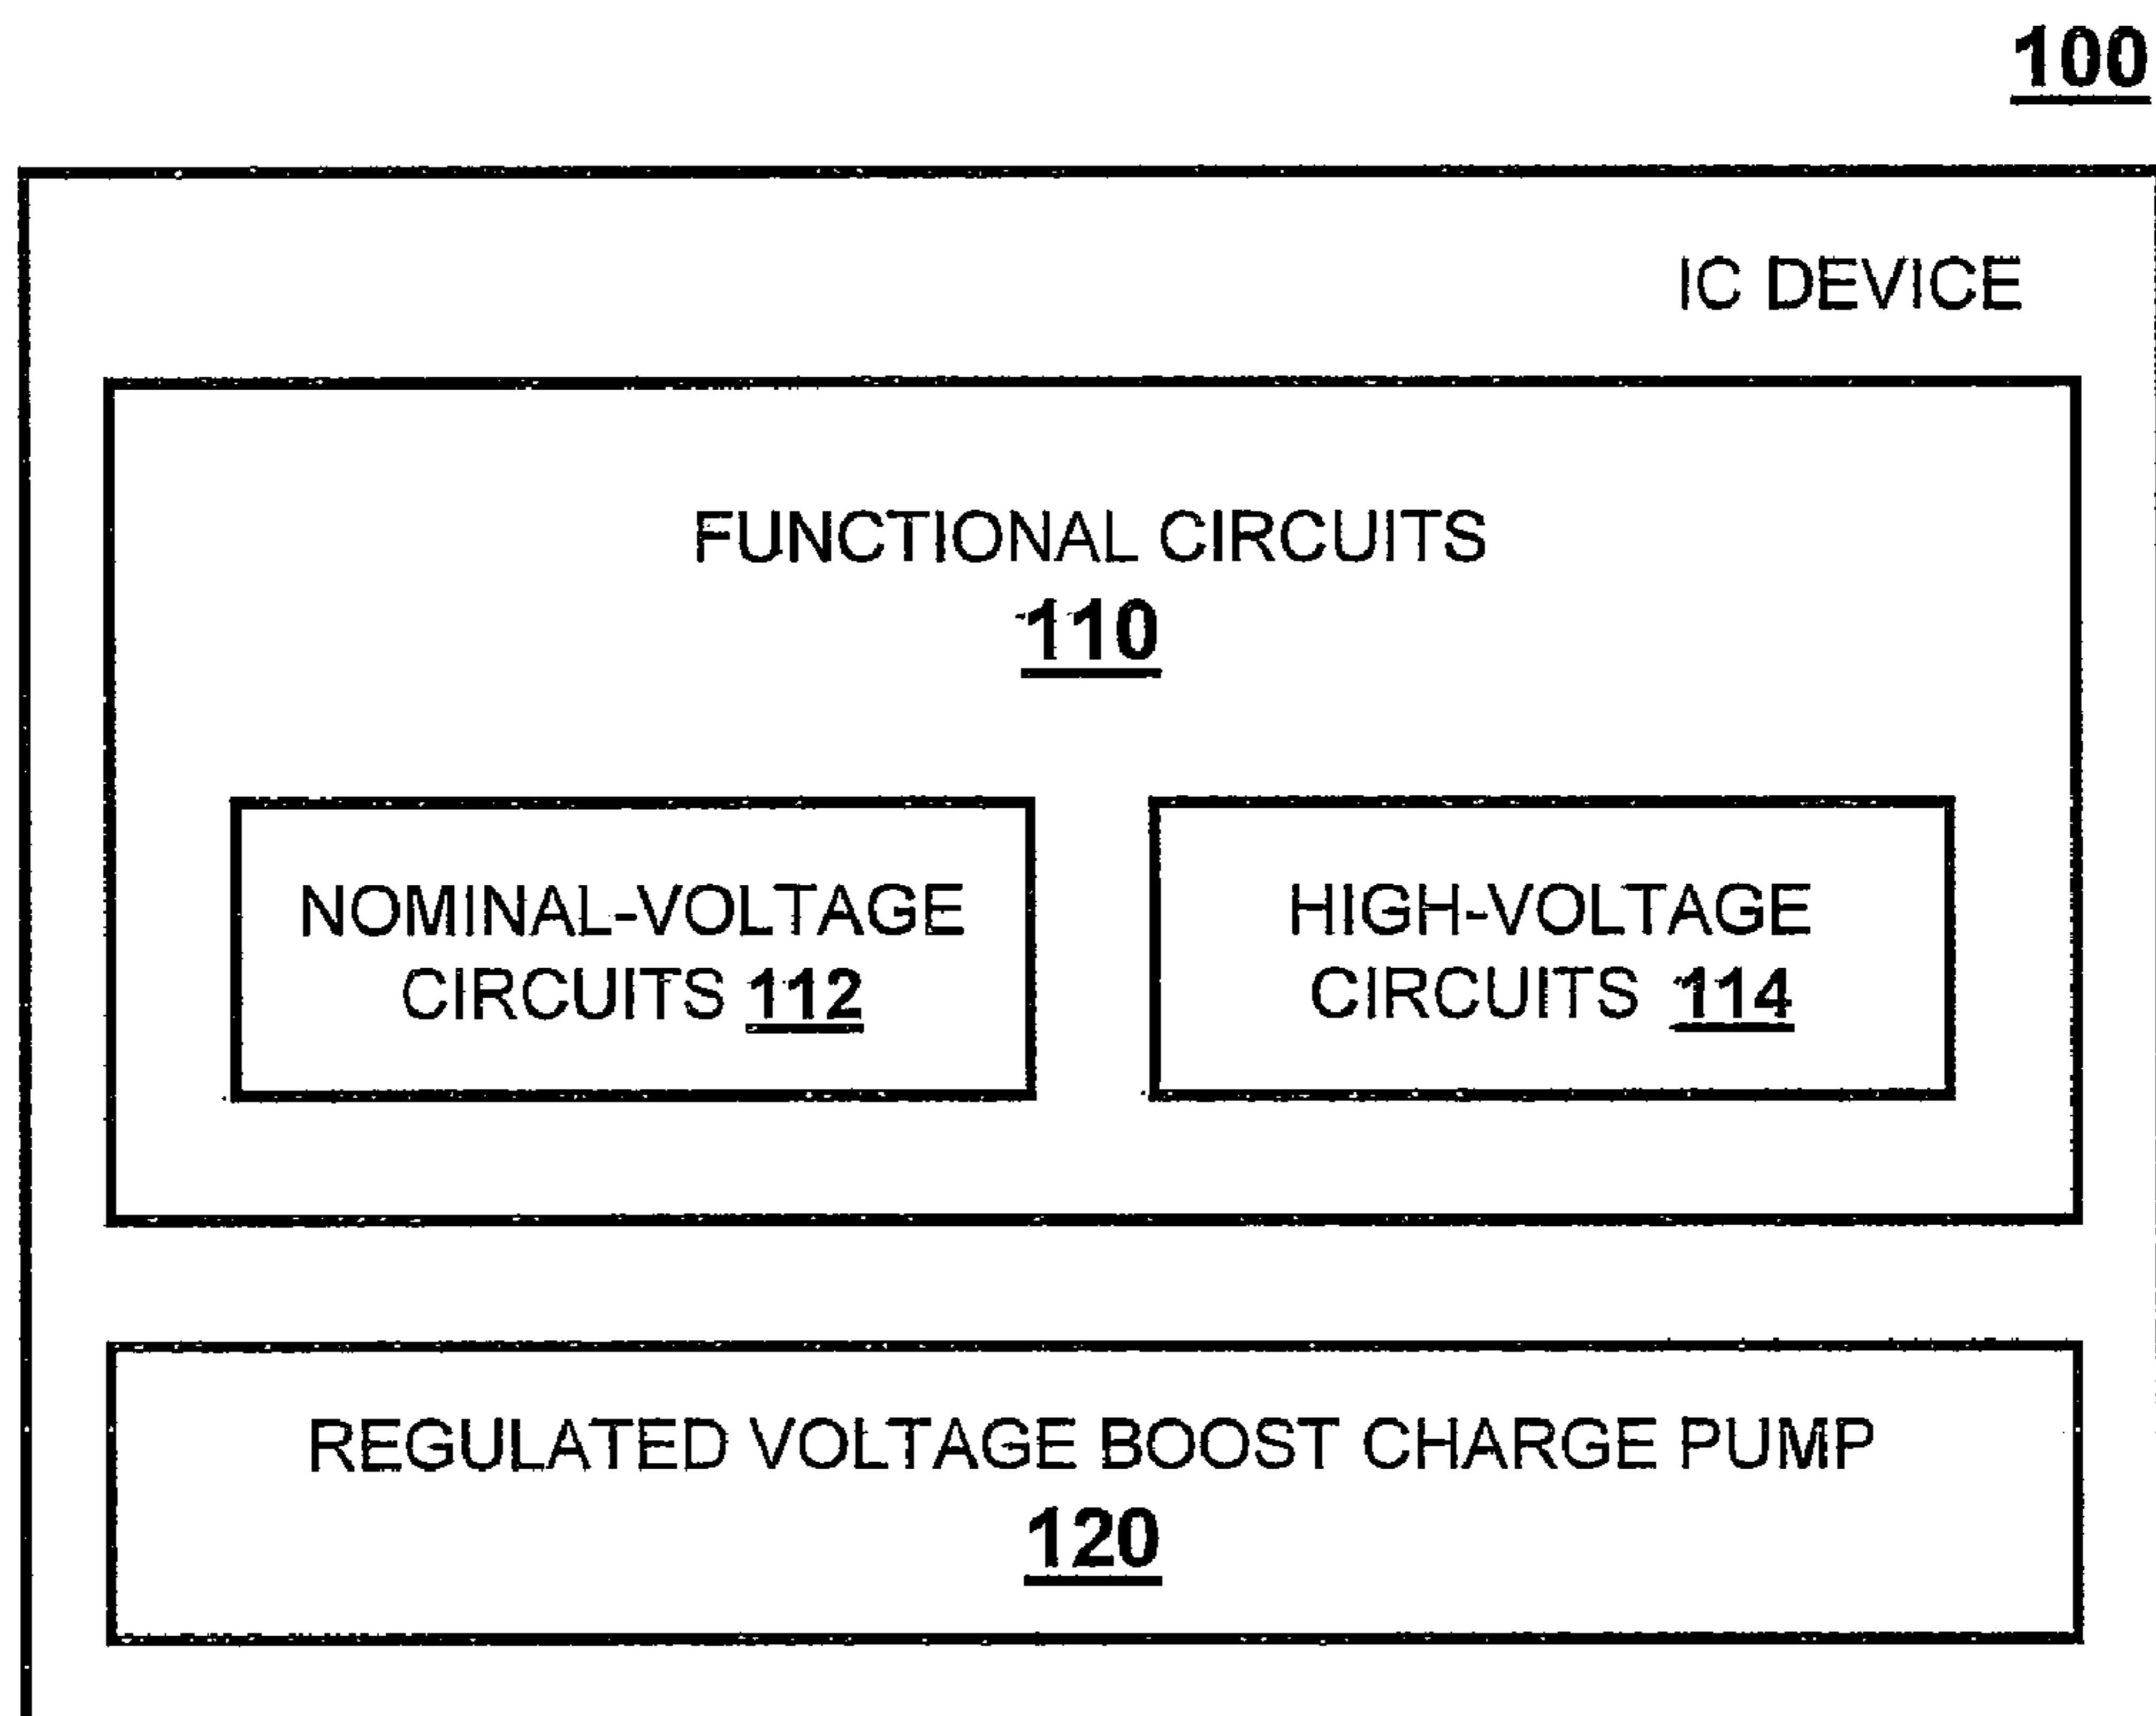 100
IC DEVICE
FUNCTIONAL CIRCUITS
110
NOMINAL-VOLTAGE
CIRCUITS 112
HIGH-VOLTAGE
CIRCUITS 114
REGULATED VOLTAGE BOOST CHARGE PUMP
120